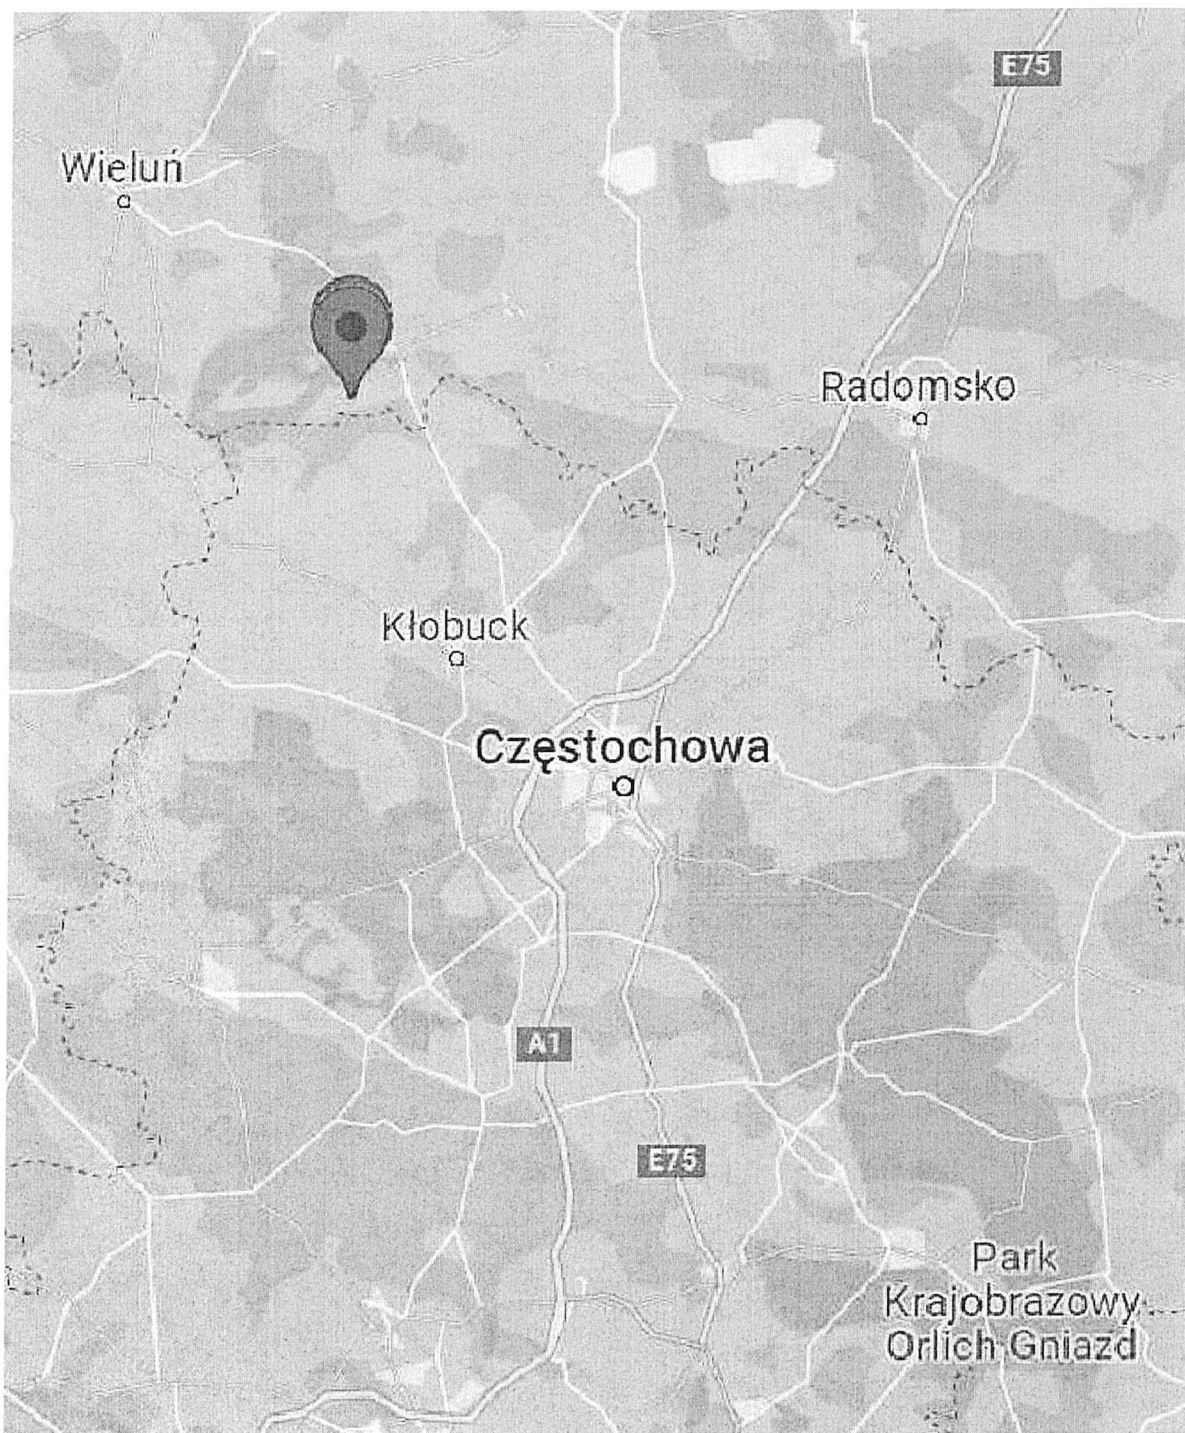 E75
Wieluń
Radomsko
Kłobuck
Częstochowa
A1
E75
Park
Krajobrazowy
Orlich Gniazd